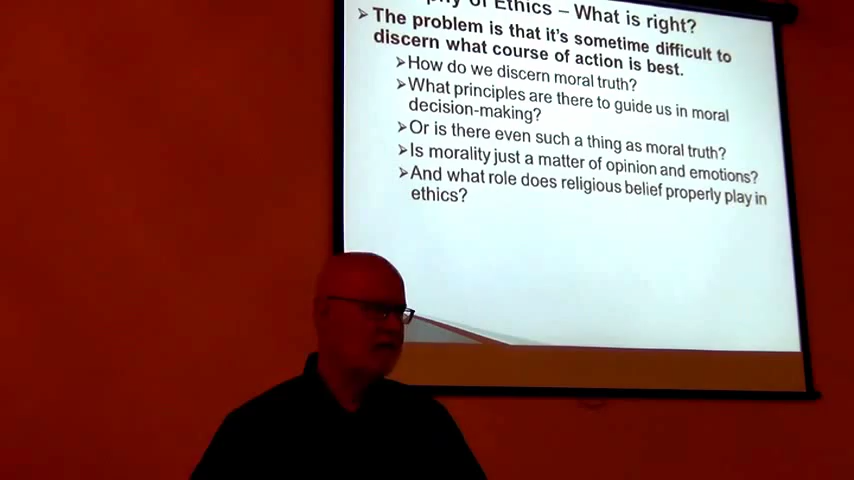 of Ethics – What is right?
➢The problem is that it's sometime difficult to
discern what course of action is best.
➢How do we discern moral truth?
➢What principles are there to guide us in moral
decision-making?
➢Or is there even such a thing as moral truth?
➢Is morality just a matter of opinion and emotions?
➢And what role does religious belief properly play in
ethics?